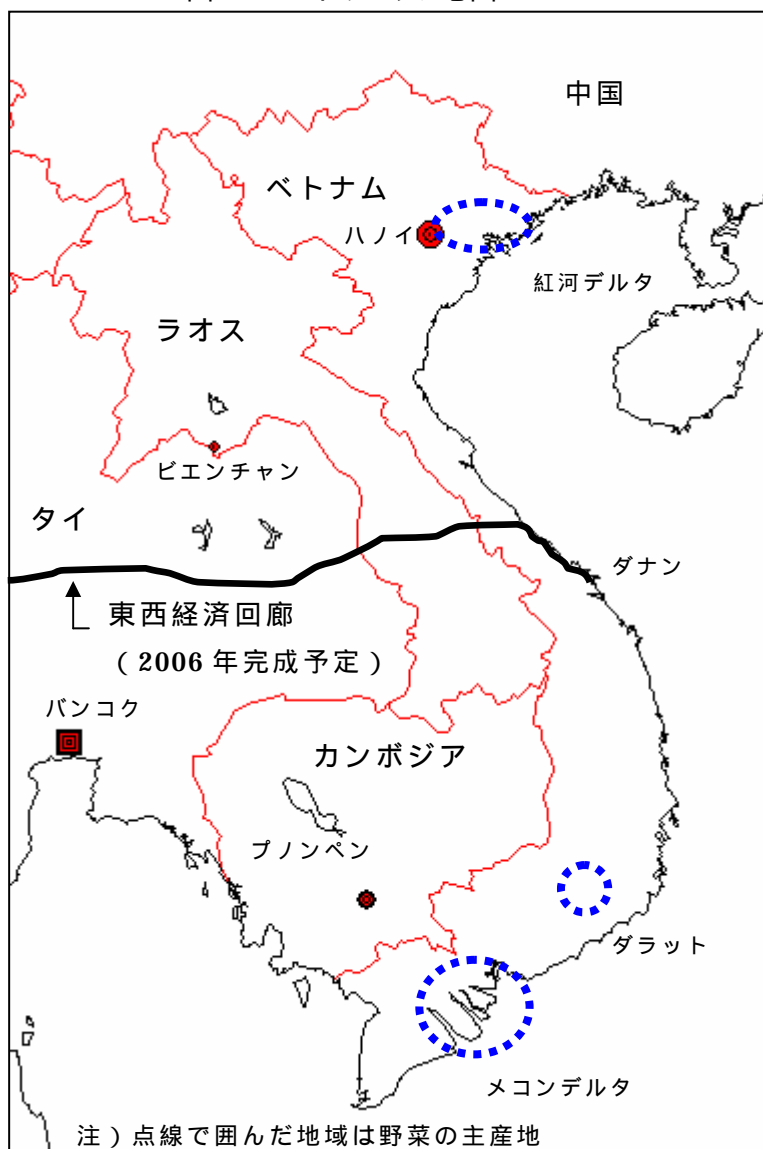 中国
ベトナム
ハノイ
紅河デルタ
ラオス
ビエンチャン
タイ
ダナン
東西経済回廊
(2006年完成予定)
バンコク
カンボジア
プノンペン
ダラット
メコンデルタ
注)点線で囲んだ地域は野菜の主産地